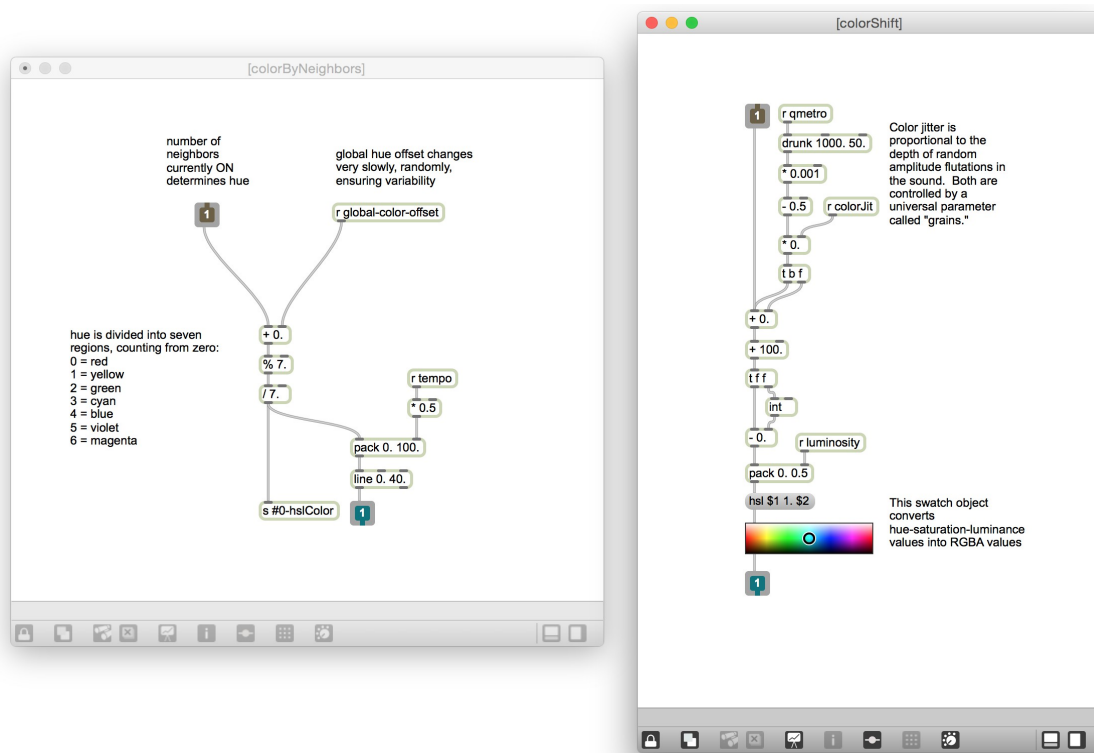 [colorByNeighbors]
number of
neighbors
currently ON
determines hue
global hue offset changes
very slowly, randomly,
ensuring variability
1
r global-color-offset
hue is divided into seven
regions, counting from zero:
0 = red
1 = yellow
2 = green
3 = cyan
4 = blue
5 = violet
6 = magenta
+ 0.
% 7.
/ 7.
r tempo
* 0.5
pack 0. 100.
line 0. 40.
s #0-hslColor
1
i
[colorShift]
1
r qmetro
drunk 1000. 50.
* 0.001
- 0.5
r colorJit
* 0.
t b f
Color jitter is
proportional to the
depth of random
amplitude flutations in
the sound. Both are
controlled by a
universal parameter
called "grains."
+ 0.
+ 100.
t f f
int
- 0.
r luminosity
pack 0. 0.5
hsl $1 1. $2
This swatch object
converts
hue-saturation-luminance
values into RGBA values
1
i